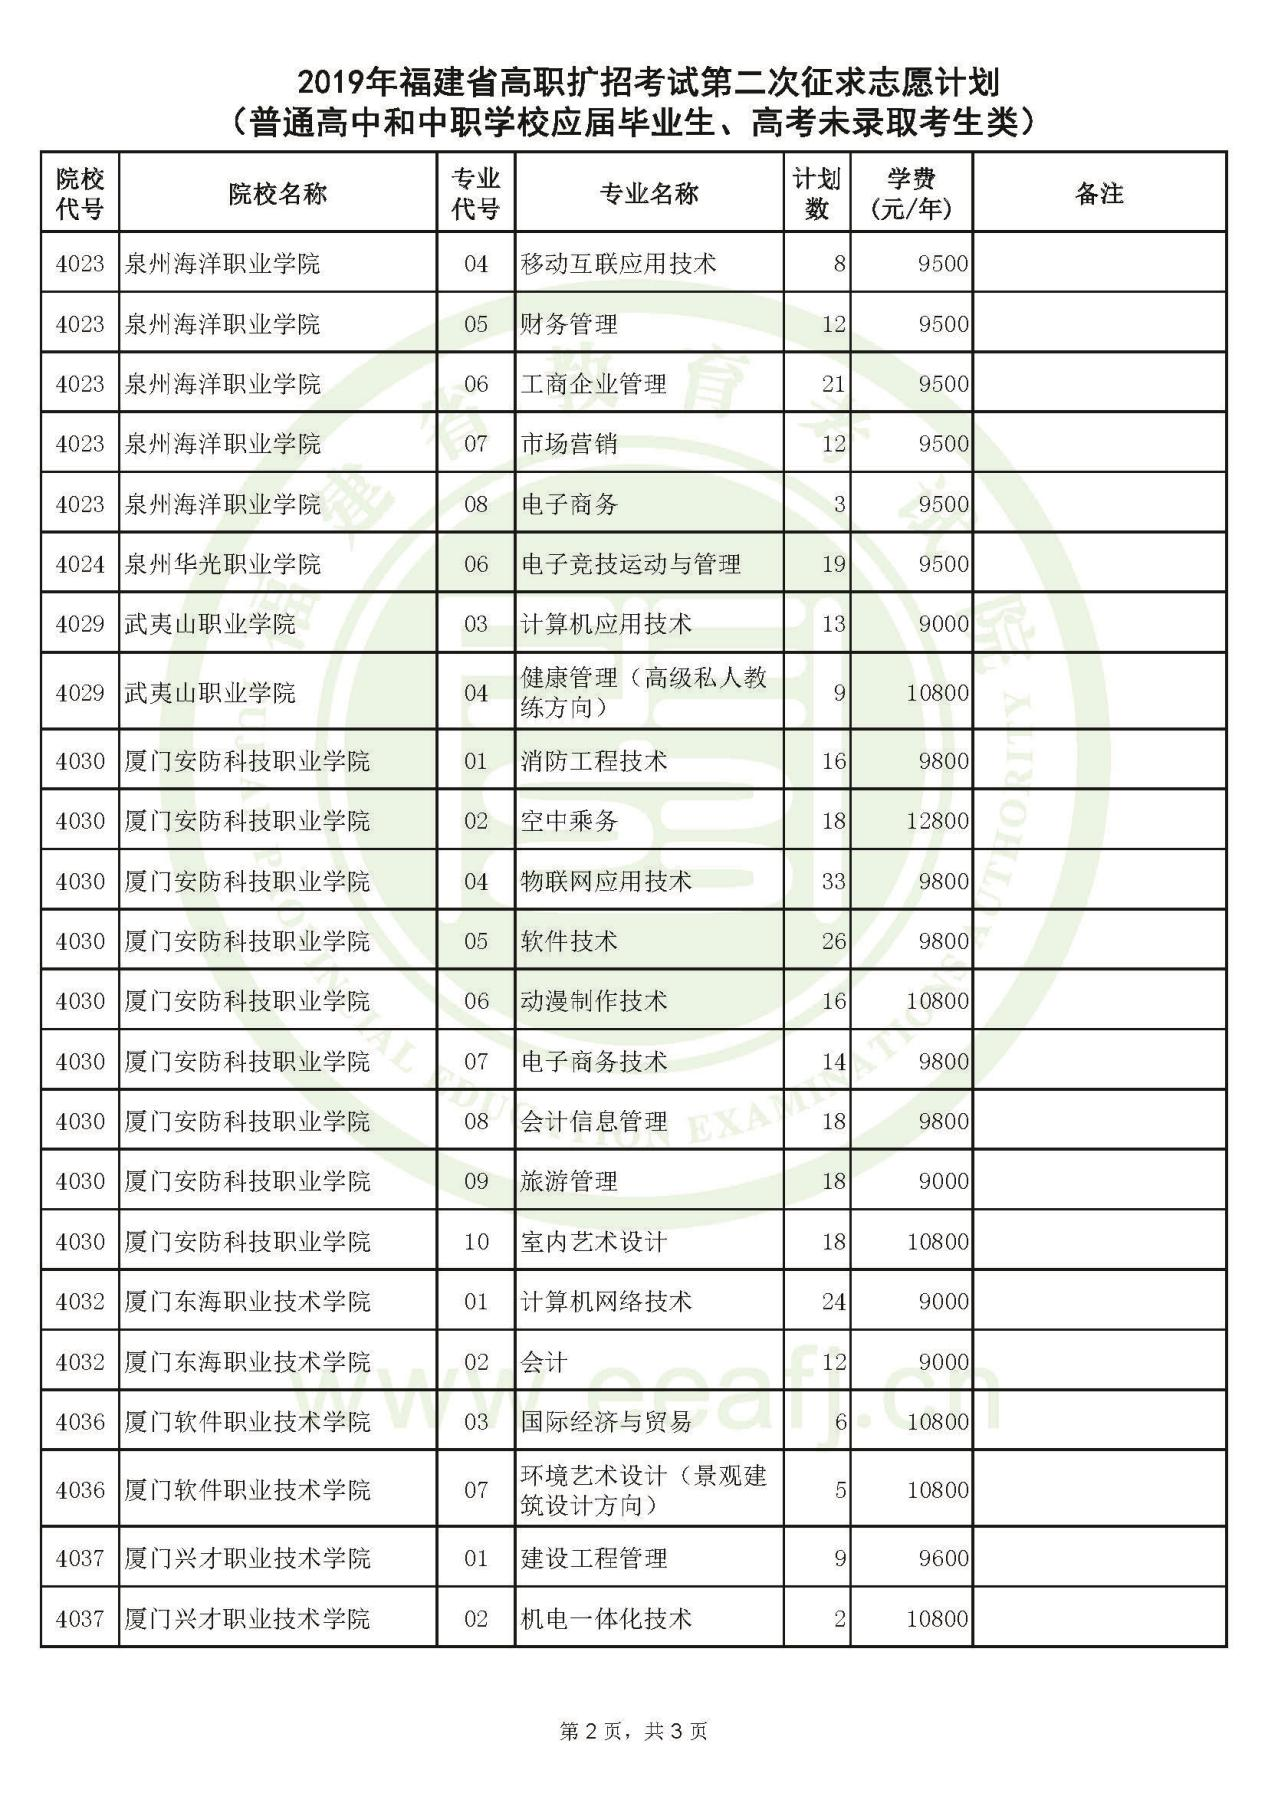 2019年福建省高职扩招考试第二次征求志愿计划
（普通高中和中职学校应届毕业生、高考未录取考生类）
院校代号 院校名称 专业代号 专业名称 计划数 学费(元/年) 备注
4023 泉州海洋职业学院 04 移动互联应用技术 8 9500
4023 泉州海洋职业学院 05 财务管理 12 9500
4023 泉州海洋职业学院 06 工商企业管理 21 9500
4023 泉州海洋职业学院 07 市场营销 12 9500
4023 泉州海洋职业学院 08 电子商务 3 9500
4024 泉州华光职业学院 06 电子竞技运动与管理 19 9500
4029 武夷山职业学院 03 计算机应用技术 13 9000
4029 武夷山职业学院 04 健康管理（高级私人教练方向） 9 10800
4030 厦门安防科技职业学院 01 消防工程技术 16 9800
4030 厦门安防科技职业学院 02 空中乘务 18 12800
4030 厦门安防科技职业学院 04 物联网应用技术 33 9800
4030 厦门安防科技职业学院 05 软件技术 26 9800
4030 厦门安防科技职业学院 06 动漫制作技术 16 10800
4030 厦门安防科技职业学院 07 电子商务技术 14 9800
4030 厦门安防科技职业学院 08 会计信息管理 18 9800
4030 厦门安防科技职业学院 09 旅游管理 18 9000
4030 厦门安防科技职业学院 10 室内艺术设计 18 10800
4032 厦门东海职业技术学院 01 计算机网络技术 24 9000
4032 厦门东海职业技术学院 02 会计 12 9000
4036 厦门软件职业技术学院 03 国际经济与贸易 6 10800
4036 厦门软件职业技术学院 07 环境艺术设计（景观建筑设计方向） 5 10800
4037 厦门兴才职业技术学院 01 建设工程管理 9 9600
4037 厦门兴才职业技术学院 02 机电一体化技术 2 10800
第 2 页，共 3 页
福建省教育考试院
FUJIAN PROVINCIAL EDUCATION EXAMINATIONS AUTHORITY
www.eeafj.cn